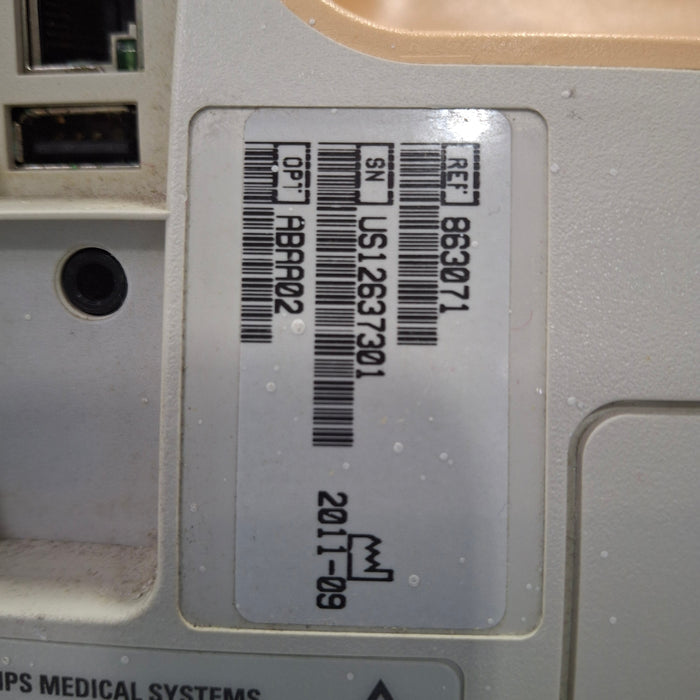 REF 863071
SN US12637301
OPT ABAA02
2011-09
IPS MEDICAL SYSTEMS